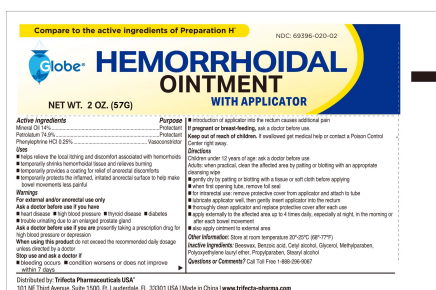 Compare to the active ingredients of Preparation H*
NDC: 69396-020-02
Globe®
HEMORRHOIDAL
OINTMENT
WITH APPLICATOR
NET WT. 2 OZ. (57G)
Active ingredients Purpose
Mineral Oil 14% Protectant
Petrolatum 74.9% Protectant
Phenylephrine HCl 0.25% Vasoconstrictor
Uses
■ helps relieve the local itching and discomfort associated with hemorrhoids
■ temporarily shrinks hemorrhoidal tissue and relieves burning
■ temporarily provides a coating for relief of anorectal discomforts
■ temporarily protects the inflamed, irritated anorectal surface to help make
bowel movements less painful
Warnings
For external and/or anorectal use only
Ask a doctor before use if you have
■ heart disease ■ high blood pressure ■ thyroid disease ■ diabetes
■ trouble urinating due to an enlarged prostate gland
Ask a doctor before use if you are presently taking a prescription drug for
high blood pressure or depression
When using this product do not exceed the recommended daily dosage
unless directed by a doctor
Stop use and ask a doctor if
■ bleeding occurs ■ condition worsens or does not improve
within 7 days
■ introduction of applicator into the rectum causes additional pain
If pregnant or breast-feeding, ask a doctor before use.
Keep out of reach of children. If swallowed get medical help or contact a Poison Control
Center right away.
Directions
Children under 12 years of age: ask a doctor before use
Adults: when practical, clean the affected area by patting or blotting with an appropriate
cleansing wipe
■ gently dry by patting or blotting with a tissue or soft cloth before applying
■ when first opening tube, remove foil seal
■ for intrarectal use: remove protective cover from applicator and attach to tube
■ lubricate applicator well, then gently insert applicator into the rectum
■ thoroughly clean applicator and replace protective cover after each use
■ apply externally to the affected area up to 4 times daily, especially at night, in the morning or
after each bowel movement
■ also apply ointment to external area
Other Information: Store at room temperature 20°-25°C (68°-77°F)
Inactive Ingredients: Beeswax, Benzoic acid, Cetyl alcohol, Glycerol, Methylparaben,
Polyoxyethylene lauryl ether, Propylparaben, Stearyl alcohol
Questions or Comments? Call Toll Free 1-888-296-9067
Distributed by: Trifecta Pharmaceuticals USA®
101 NE Third Avenue, Suite 1500, Ft. Lauderdale, FL 33301 USA | Made in China | www.trifecta-pharma.com